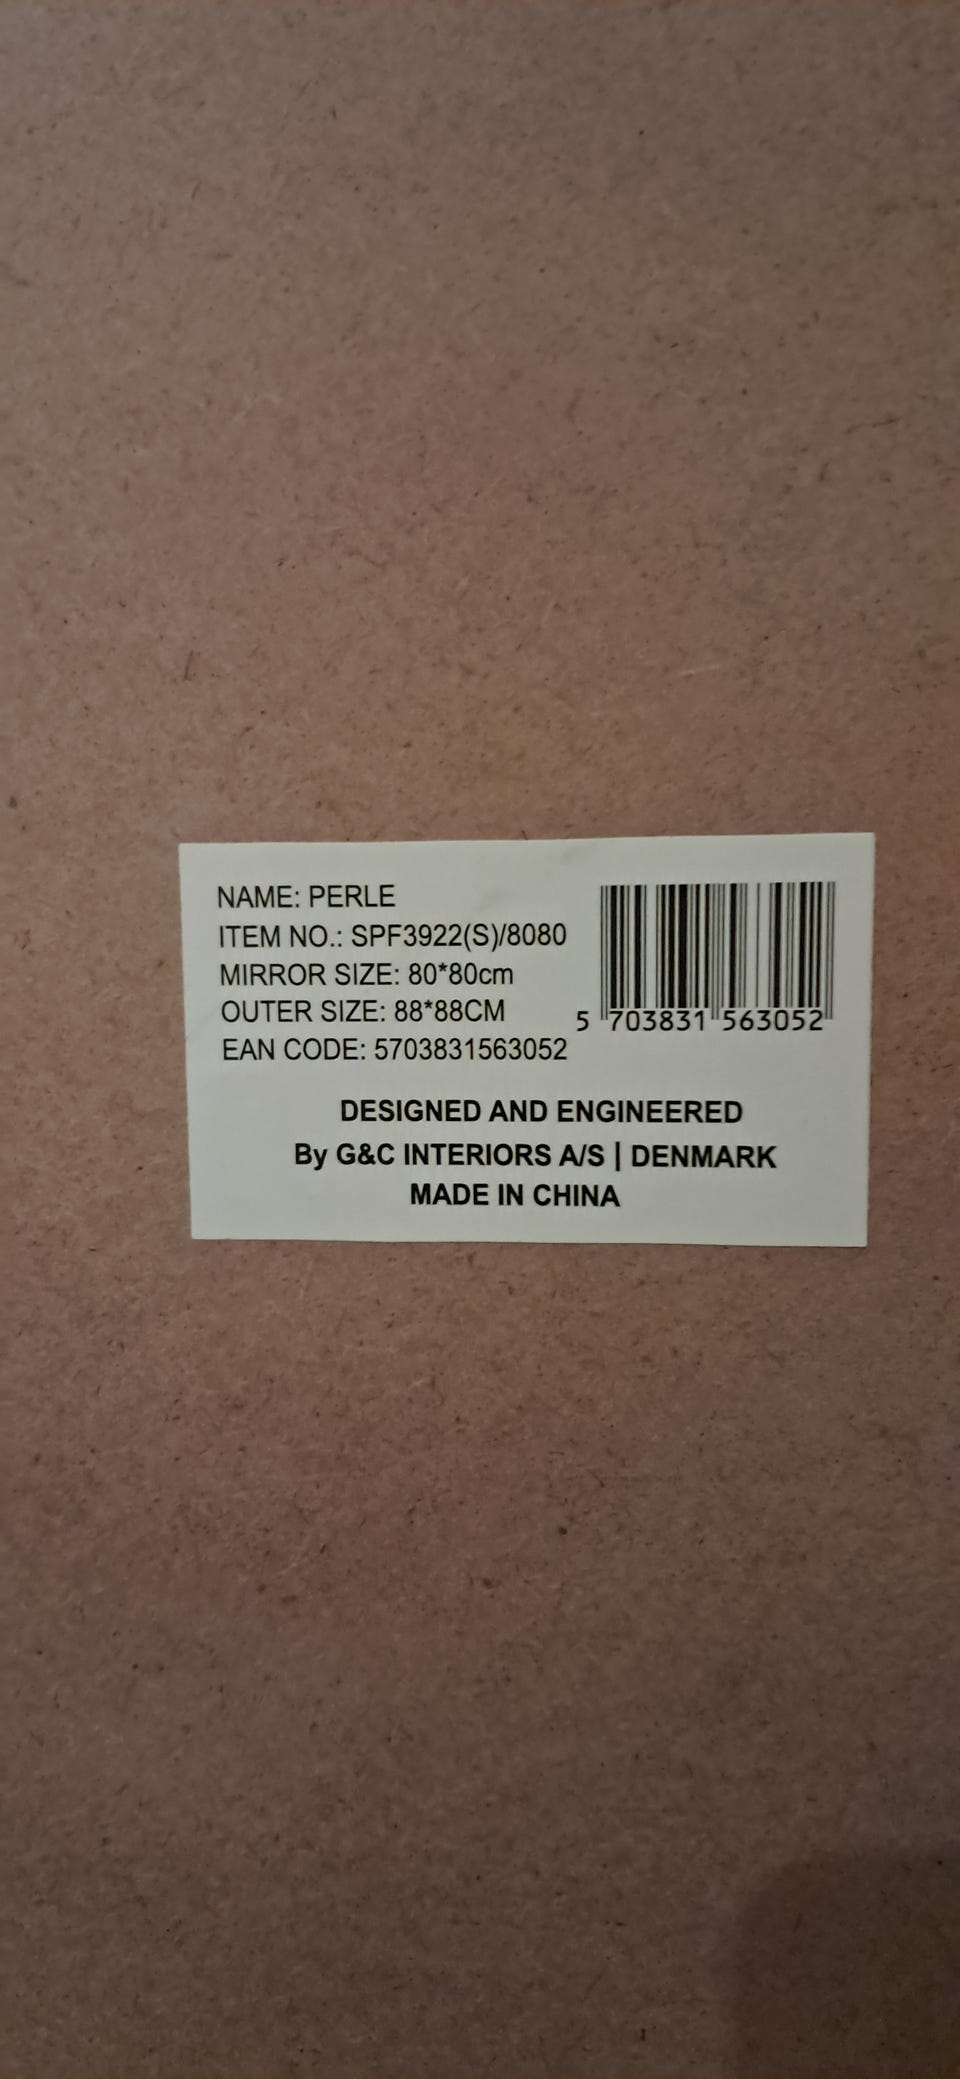 NAME: PERLE
ITEM NO.: SPF3922(S)/8080
MIRROR SIZE: 80*80cm
OUTER SIZE: 88*88CM
EAN CODE: 5703831563052
5 703831 563052
DESIGNED AND ENGINEERED
By G&C INTERIORS A/S | DENMARK
MADE IN CHINA